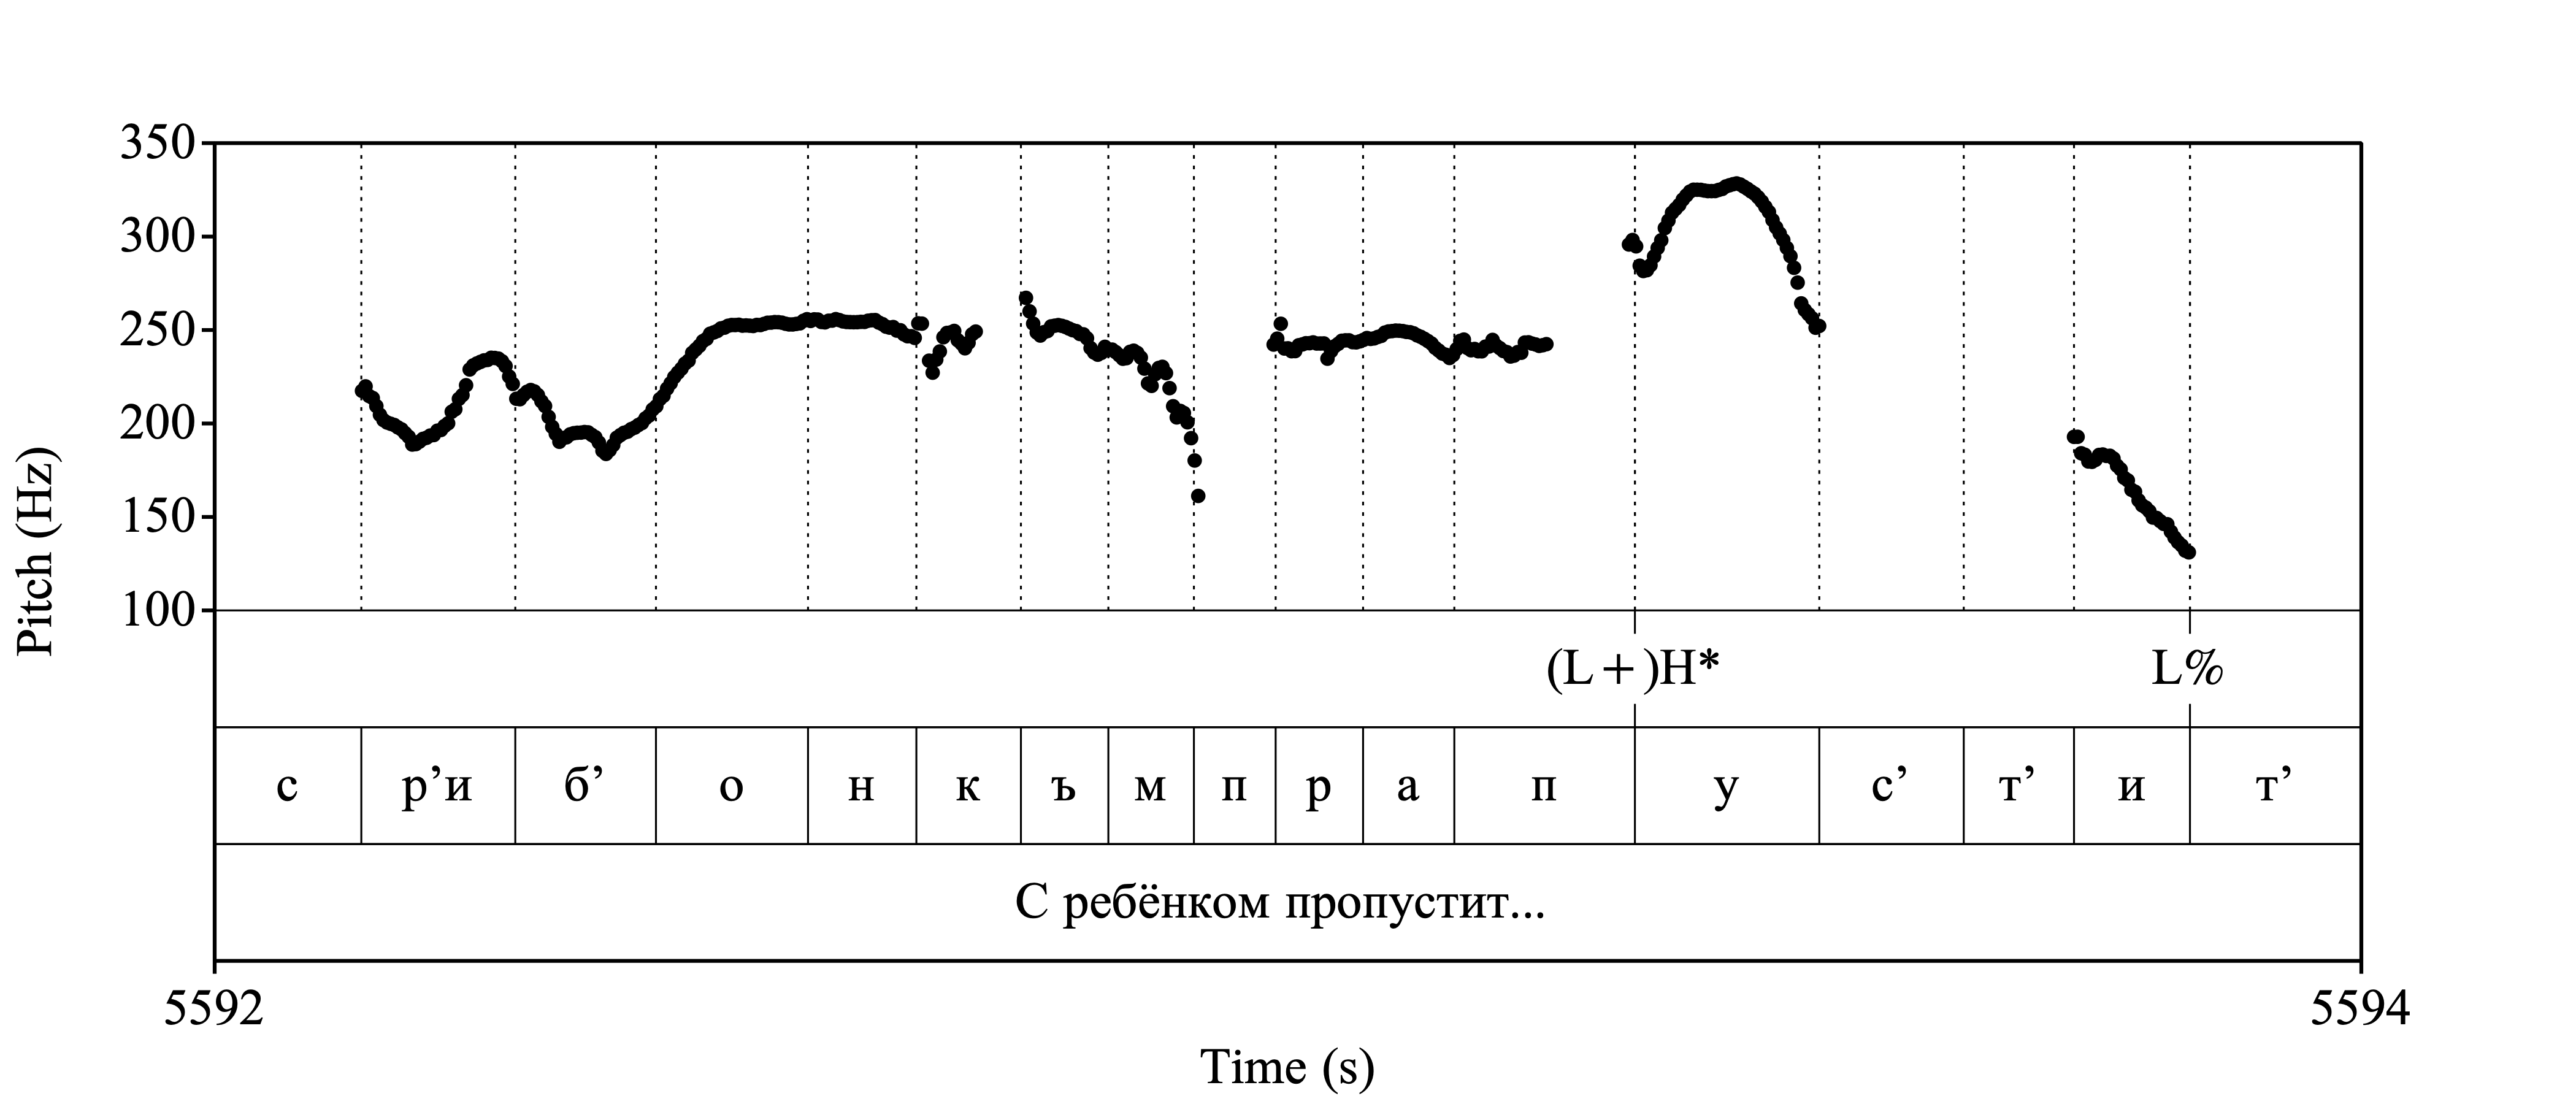 350
300
250
200
150
100
Pitch (Hz)
(L+)H* L%
с р’и б’ о н к ъ м п р а п у с’ т’ и т’
С ребёнком пропустит...
5592 5594
Time (s)